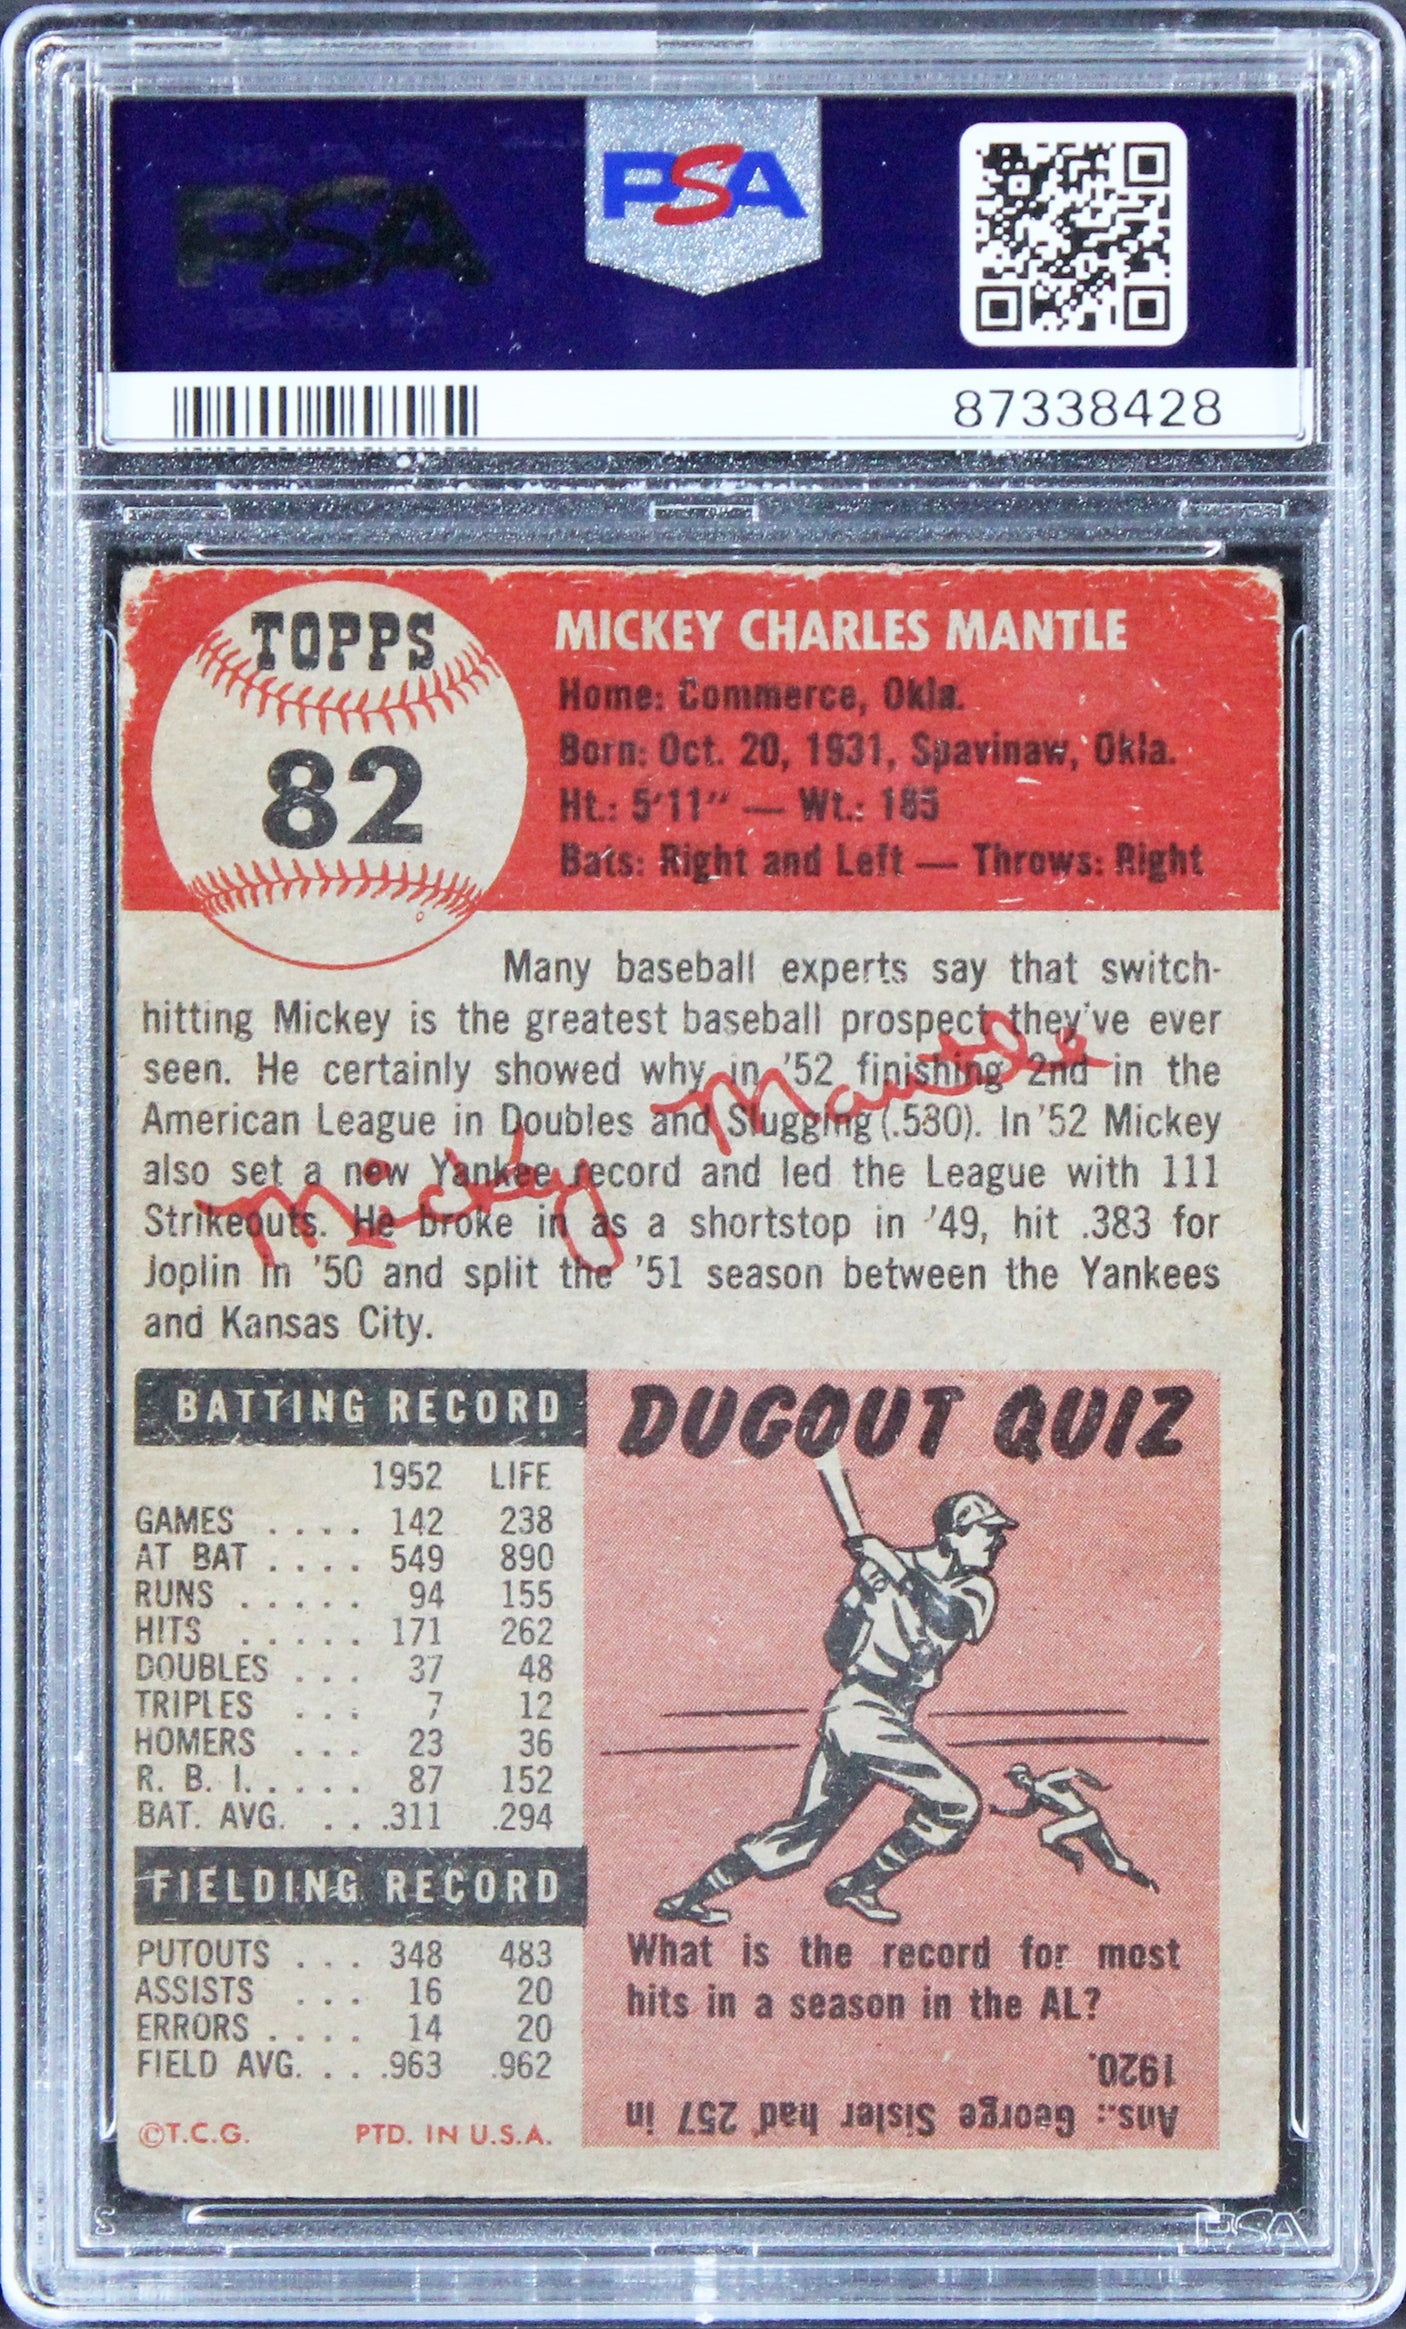 PSA
PSA
87338428
TOPPS
82
MICKEY CHARLES MANTLE
Home: Commerce, Okla.
Born: Oct. 20, 1931, Spavinaw, Okla.
Ht.: 5'11" — Wt.: 185
Bats: Right and Left — Throws: Right
Many baseball experts say that switch-
hitting Mickey is the greatest baseball prospect they've ever
seen. He certainly showed why in '52 finishing 2nd in the
American League in Doubles and Slugging (.530). In '52 Mickey
also set a new Yankee record and led the League with 111
Strikeouts. He broke in as a shortstop in '49, hit .383 for
Joplin in '50 and split the '51 season between the Yankees
and Kansas City.
Mickey Mantle
BATTING RECORD
1952 LIFE
GAMES .... 142 238
AT BAT .... 549 890
RUNS ..... 94 155
HITS ..... 171 262
DOUBLES ... 37 48
TRIPLES ... 7 12
HOMERS ... 23 36
R. B. I. .... 87 152
BAT. AVG. ... .311 .294
FIELDING RECORD
PUTOUTS ... 348 483
ASSISTS ... 16 20
ERRORS .... 14 20
FIELD AVG. ... .963 .962
©T.C.G. PTD. IN U.S.A.
DUGOUT QUIZ
What is the record for most
hits in a season in the AL?
Ans.: George Sisler had 257 in
1920.
PSA